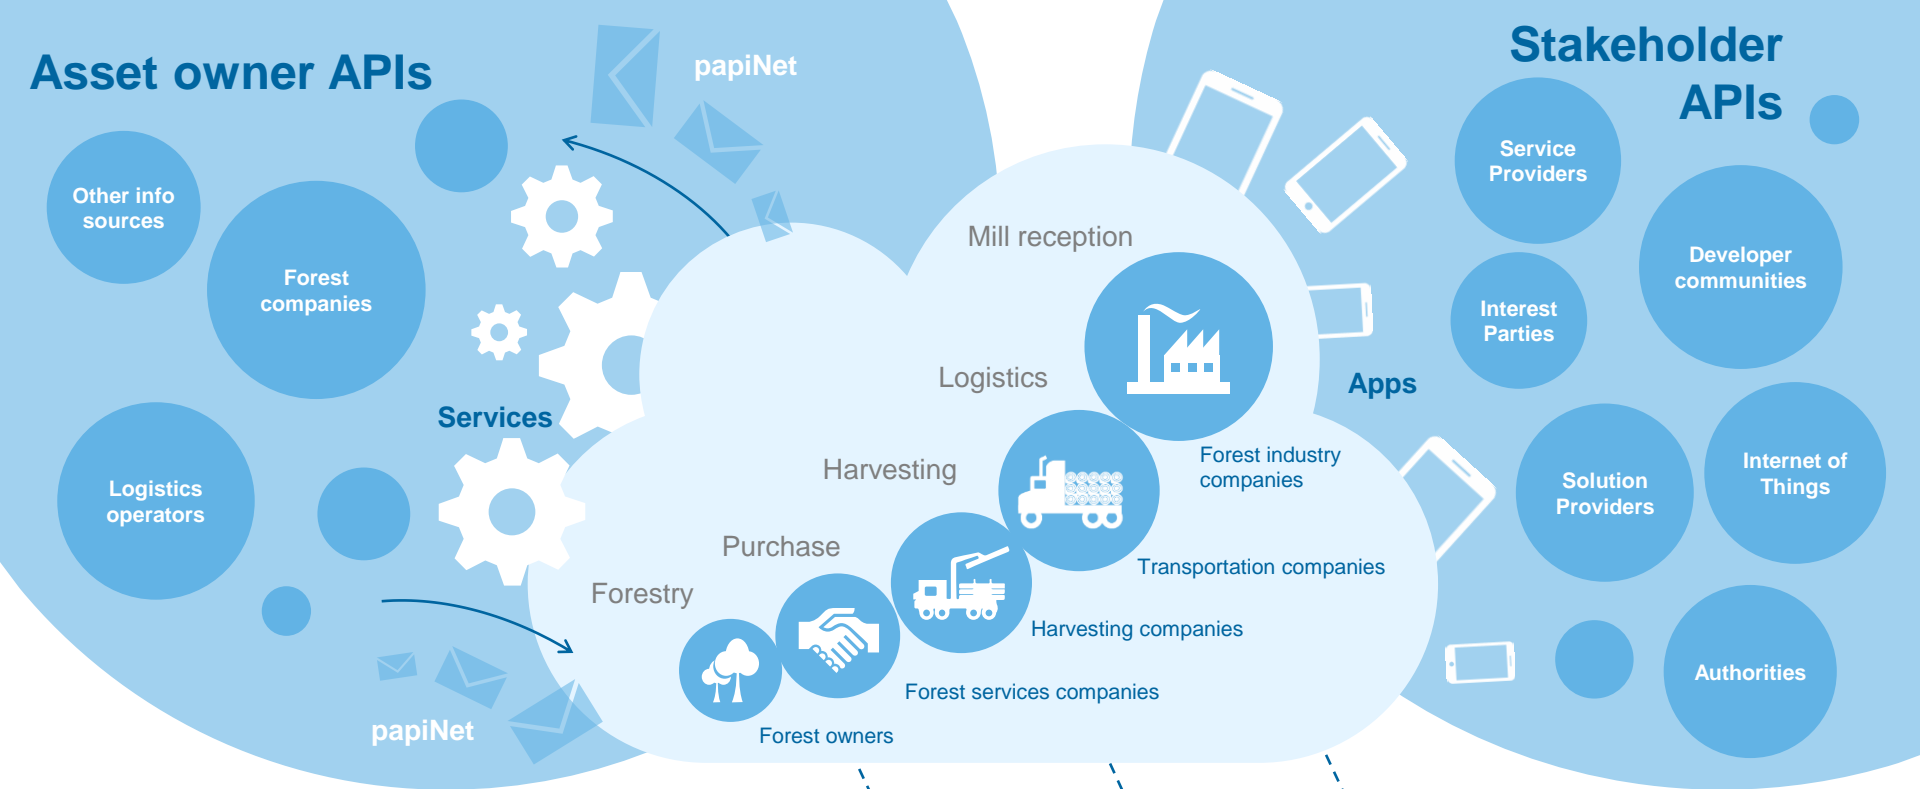 Asset owner APIs
papiNet
Stakeholder
APIs
Other info
sources
Forest
companies
Services
Logistics
operators
papiNet
Mill reception
Logistics
Harvesting
Purchase
Forestry
Forest industry
companies
Transportation companies
Harvesting companies
Forest services companies
Forest owners
Apps
Service
Providers
Developer
communities
Interest
Parties
Solution
Providers
Internet of
Things
Authorities